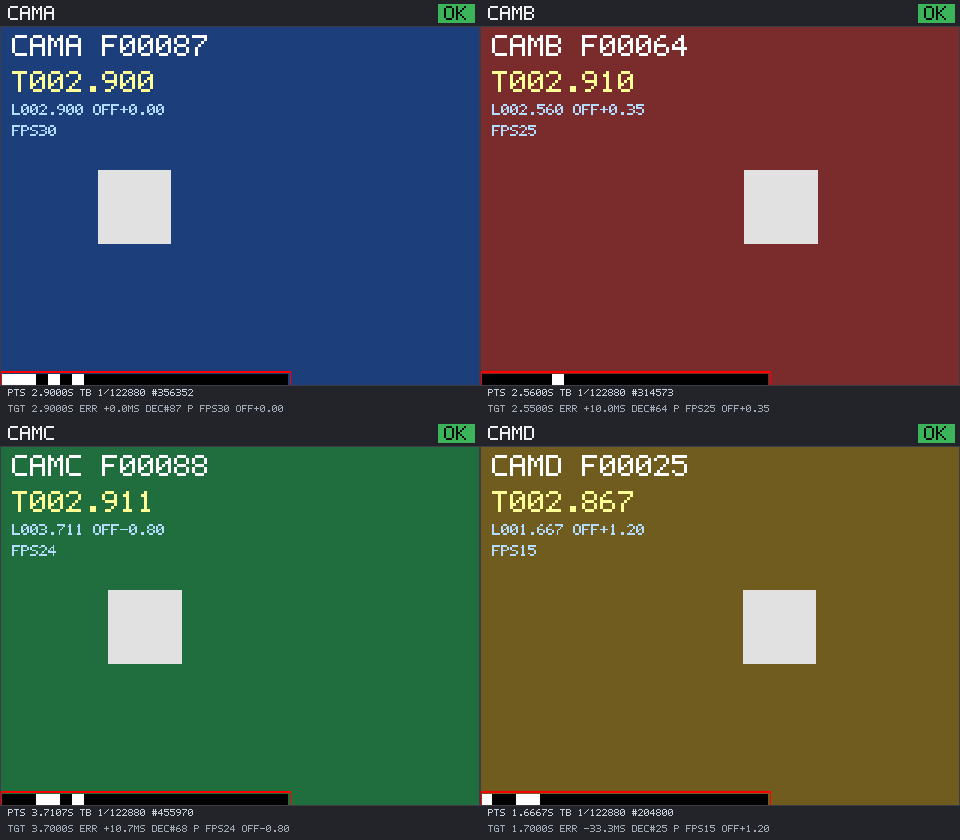 CAMA OK
CAMA F00087
T002.900
L002.900 OFF+0.00
FPS30
PTS 2.9000S TB 1/122880 #356352
TGT 2.9000S ERR +0.0MS DEC#87 P FPS30 OFF+0.00
CAMB OK
CAMB F00064
T002.910
L002.560 OFF+0.35
FPS25
PTS 2.5600S TB 1/122880 #314573
TGT 2.5500S ERR +10.0MS DEC#64 P FPS25 OFF+0.35
CAMC OK
CAMC F00088
T002.911
L003.711 OFF-0.80
FPS24
PTS 3.7107S TB 1/122880 #455970
TGT 3.7000S ERR +10.7MS DEC#68 P FPS24 OFF-0.80
CAMD OK
CAMD F00025
T002.867
L001.667 OFF+1.20
FPS15
PTS 1.6667S TB 1/122880 #204800
TGT 1.7000S ERR -33.3MS DEC#25 P FPS15 OFF+1.20